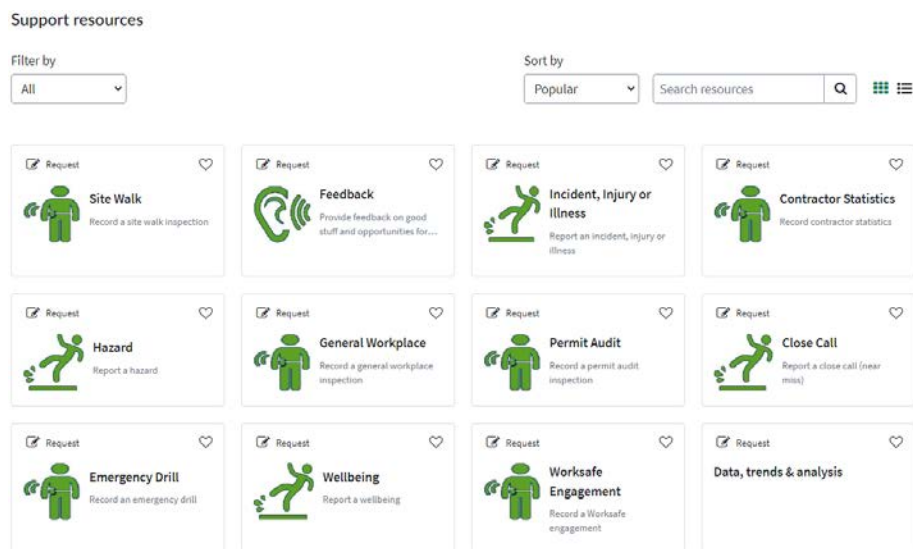 Support resources
Filter by
All
Sort by
Popular
Search resources
Request
Site Walk
Record a site walk inspection
Request
Feedback
Provide feedback on good
stuff and opportunities for...
Request
Incident, Injury or
Illness
Report an incident, injury or
illness
Request
Contractor Statistics
Record contractor statistics
Request
Hazard
Report a hazard
Request
General Workplace
Record a general workplace
inspection
Request
Permit Audit
Record a permit audit
inspection
Request
Close Call
Report a close call (near
miss)
Request
Emergency Drill
Record an emergency drill
Request
Wellbeing
Report a wellbeing
Request
Worksafe
Engagement
Record a Worksafe
engagement
Request
Data, trends & analysis